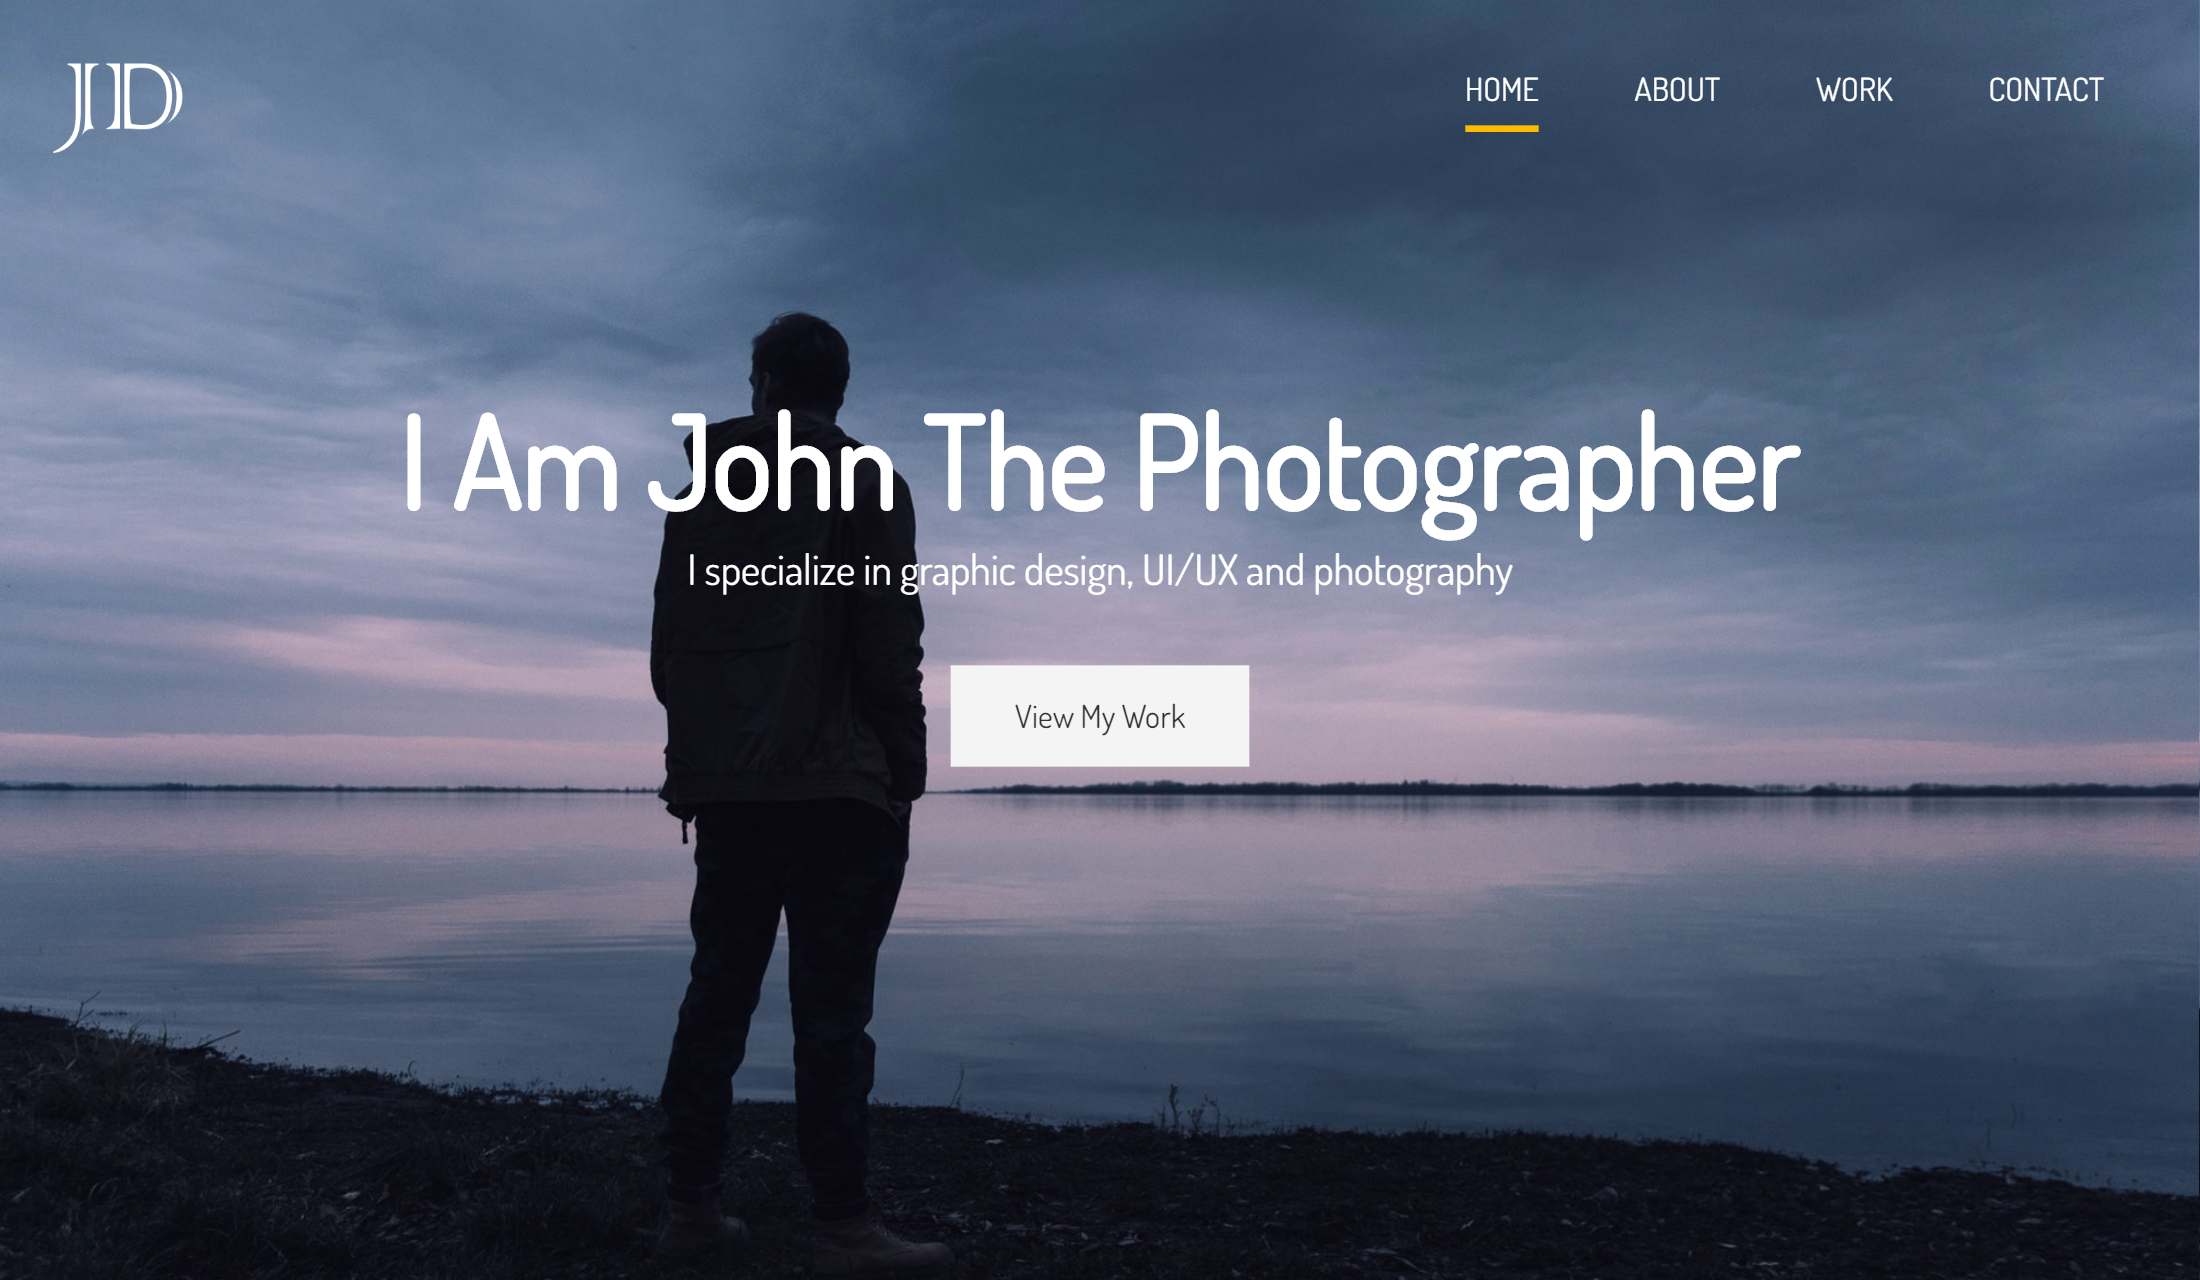 JD
HOME ABOUT WORK CONTACT
I Am John The Photographer
I specialize in graphic design, UI/UX and photography
View My Work